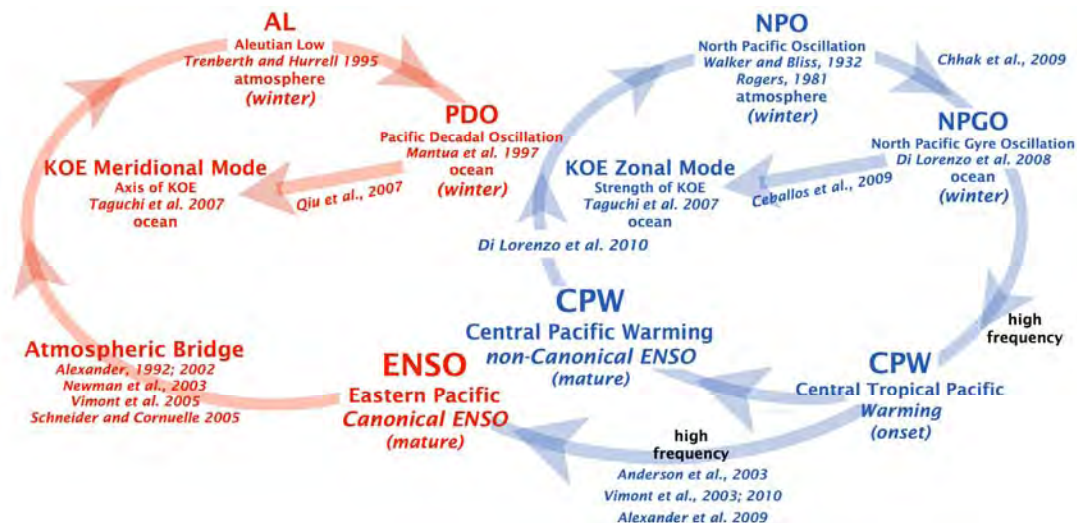 AL
Aleutian Low
Trenberth and Hurrell 1995
atmosphere
(winter)
PDO
Pacific Decadal Oscillation
Mantua et al. 1997
ocean
(winter)
KOE Meridional Mode
Axis of KOE
Taguchi et al. 2007
ocean
Qiu et al., 2007
Atmospheric Bridge
Alexander, 1992; 2002
Newman et al., 2003
Vimont et al. 2005
Schneider and Cornuelle 2005
ENSO
Eastern Pacific
Canonical ENSO
(mature)
NPO
North Pacific Oscillation
Walker and Bliss, 1932
Rogers, 1981
atmosphere
(winter)
Chhak et al., 2009
NPGO
North Pacific Gyre Oscillation
Di Lorenzo et al. 2008
ocean
(winter)
KOE Zonal Mode
Strength of KOE
Taguchi et al. 2007
ocean
Ceballos et al., 2009
Di Lorenzo et al. 2010
CPW
Central Pacific Warming
non-Canonical ENSO
(mature)
high
frequency
CPW
Central Tropical Pacific
Warming
(onset)
high
frequency
Anderson et al., 2003
Vimont et al., 2003; 2010
Alexander et al. 2009